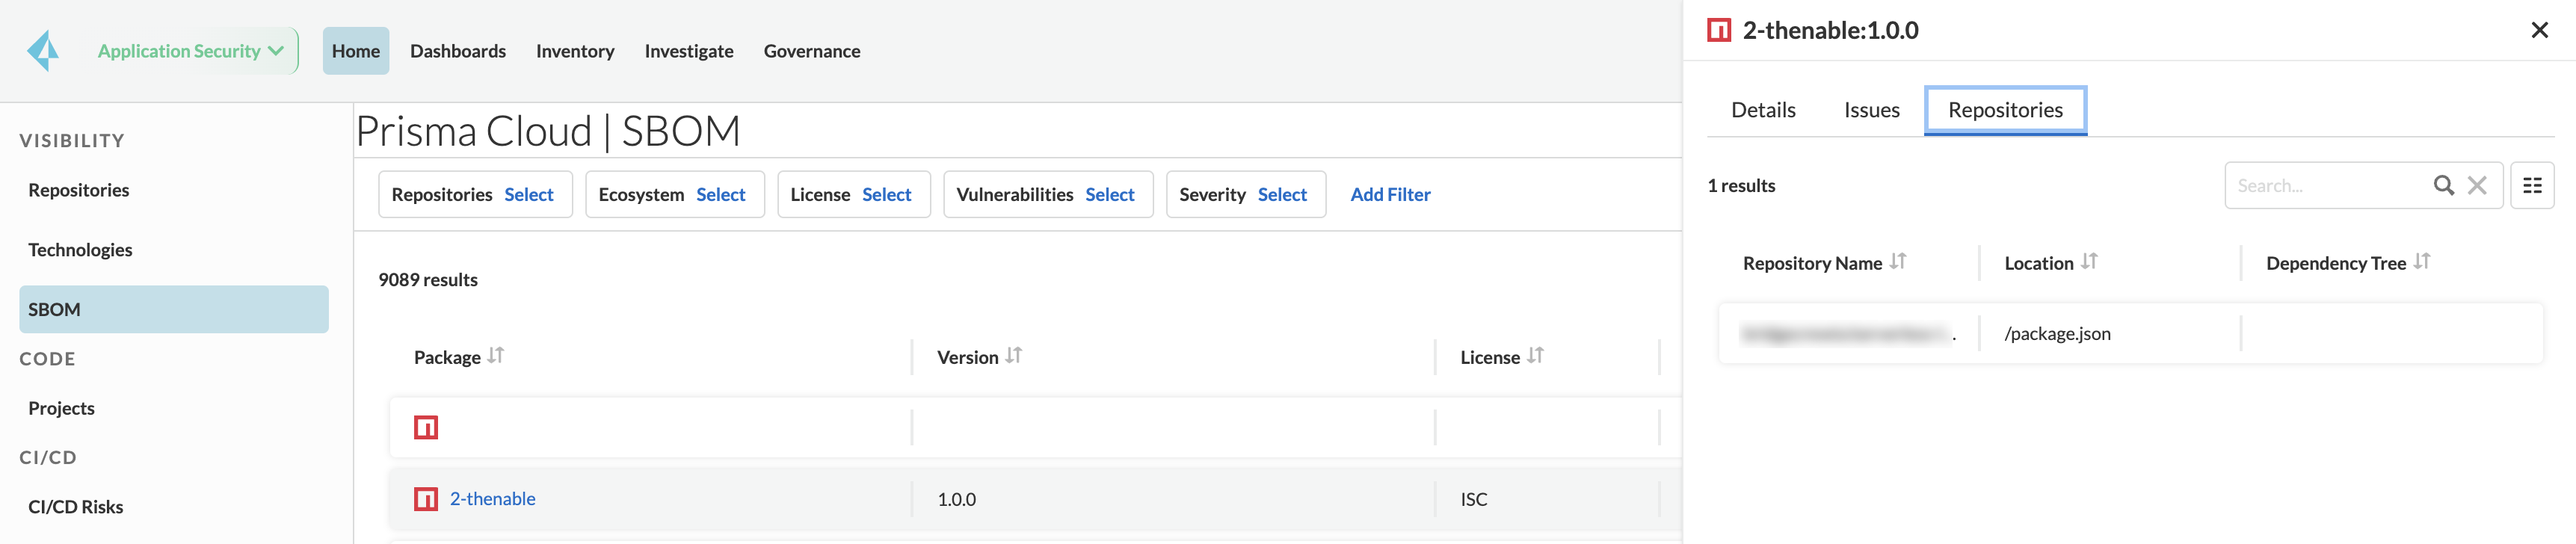 Application Security
Home Dashboards Inventory Investigate Governance
VISIBILITY
Repositories
Technologies
SBOM
CODE
Projects
CI/CD
CI/CD Risks
Prisma Cloud | SBOM
Repositories Select Ecosystem Select License Select Vulnerabilities Select Severity Select Add Filter
9089 results
Package Version License
2-thenable 1.0.0 ISC
2-thenable:1.0.0
Details Issues Repositories
1 results
Search...
Repository Name Location Dependency Tree
/package.json